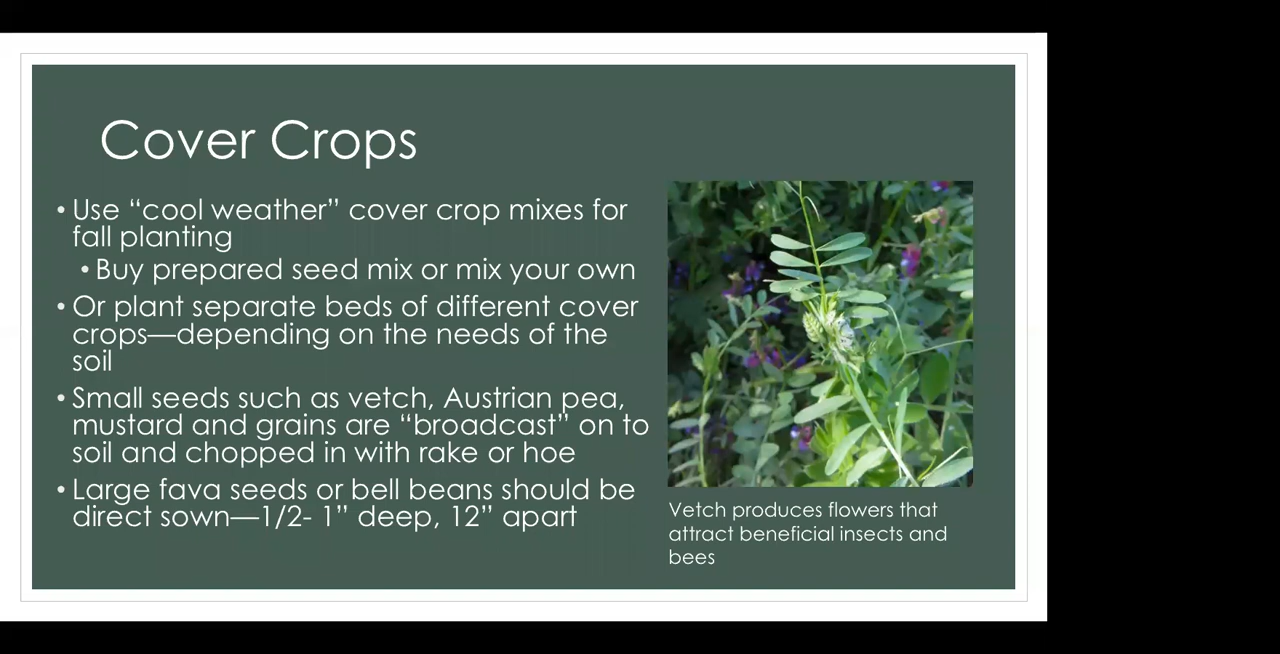 Cover Crops
• Use “cool weather” cover crop mixes for
fall planting
• Buy prepared seed mix or mix your own
• Or plant separate beds of different cover
crops—depending on the needs of the
soil
• Small seeds such as vetch, Austrian pea,
mustard and grains are “broadcast” on to
soil and chopped in with rake or hoe
• Large fava seeds or bell beans should be
direct sown—1/2- 1” deep, 12” apart
Vetch produces flowers that
attract beneficial insects and
bees